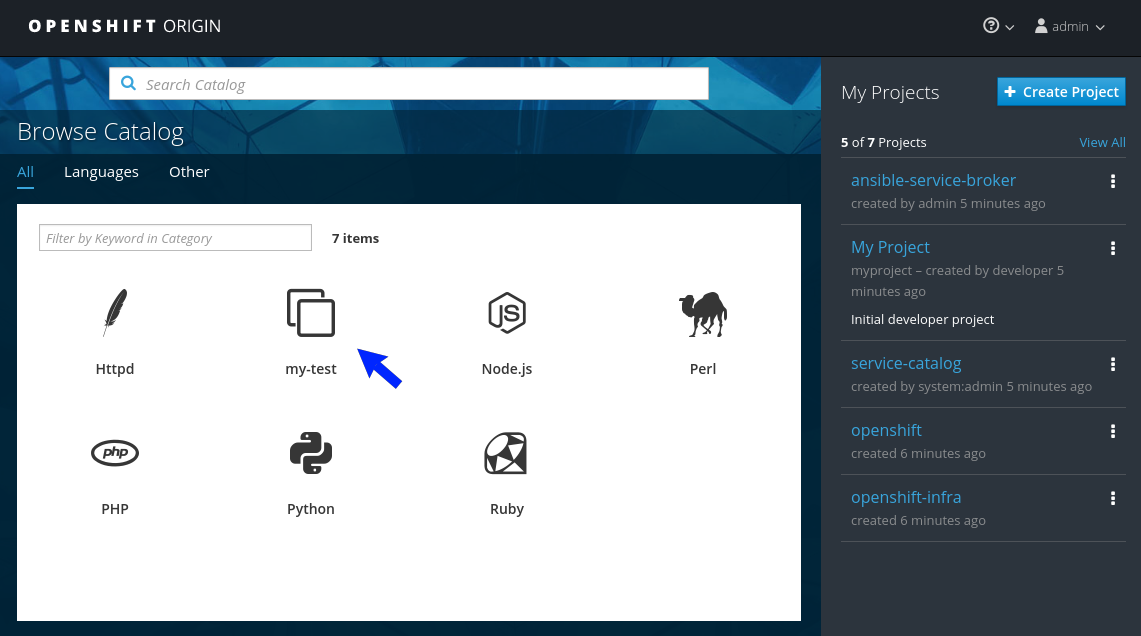 OPENSHIFT ORIGIN
admin
Search Catalog
Browse Catalog
All
Languages
Other
Filter by Keyword in Category
7 items
Httpd
my-test
JS
Node.js
Perl
php
PHP
Python
Ruby
My Projects
Create Project
5 of 7 Projects
View All
ansible-service-broker
created by admin 5 minutes ago
My Project
myproject – created by developer 5
minutes ago
Initial developer project
service-catalog
created by system:admin 5 minutes ago
openshift
created 6 minutes ago
openshift-infra
created 6 minutes ago